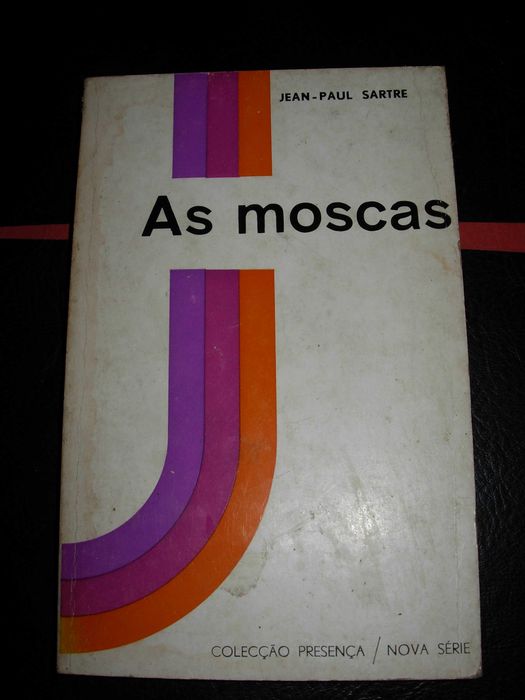 JEAN-PAUL SARTRE
As moscas
COLECÇÃO PRESENÇA / NOVA SÉRIE